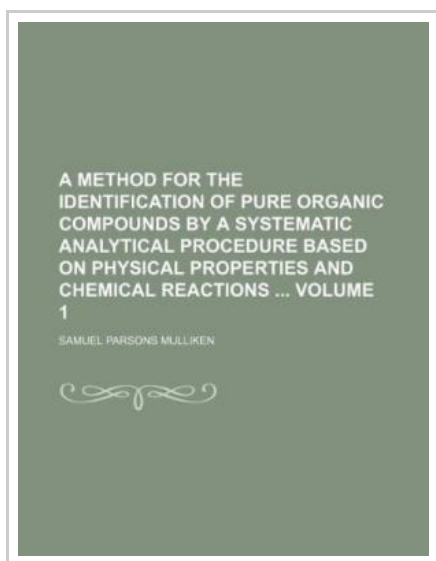 A METHOD FOR THE
IDENTIFICATION OF PURE ORGANIC
COMPOUNDS BY A SYSTEMATIC
ANALYTICAL PROCEDURE BASED
ON PHYSICAL PROPERTIES AND
CHEMICAL REACTIONS ... VOLUME
1
SAMUEL PARSONS MULLIKEN